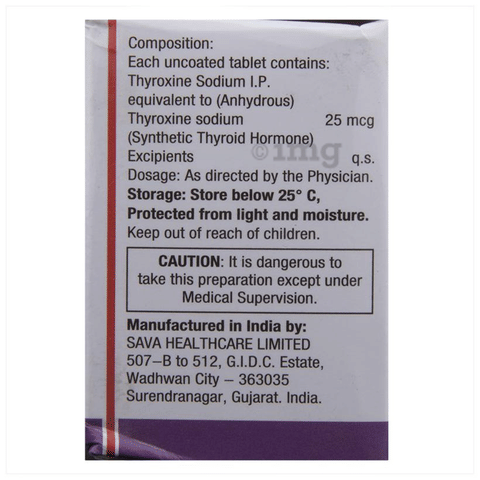 Composition:
Each uncoated tablet contains:
Thyroxine Sodium I.P.
equivalent to (Anhydrous)
Thyroxine sodium 25 mcg
(Synthetic Thyroid Hormone)
Excipients q.s.
Dosage: As directed by the Physician.
Storage: Store below 25° C,
Protected from light and moisture.
Keep out of reach of children.
CAUTION: It is dangerous to
take this preparation except under
Medical Supervision.
Manufactured in India by:
SAVA HEALTHCARE LIMITED
507–B to 512, G.I.D.C. Estate,
Wadhwan City – 363035
Surendranagar, Gujarat. India.
1mg